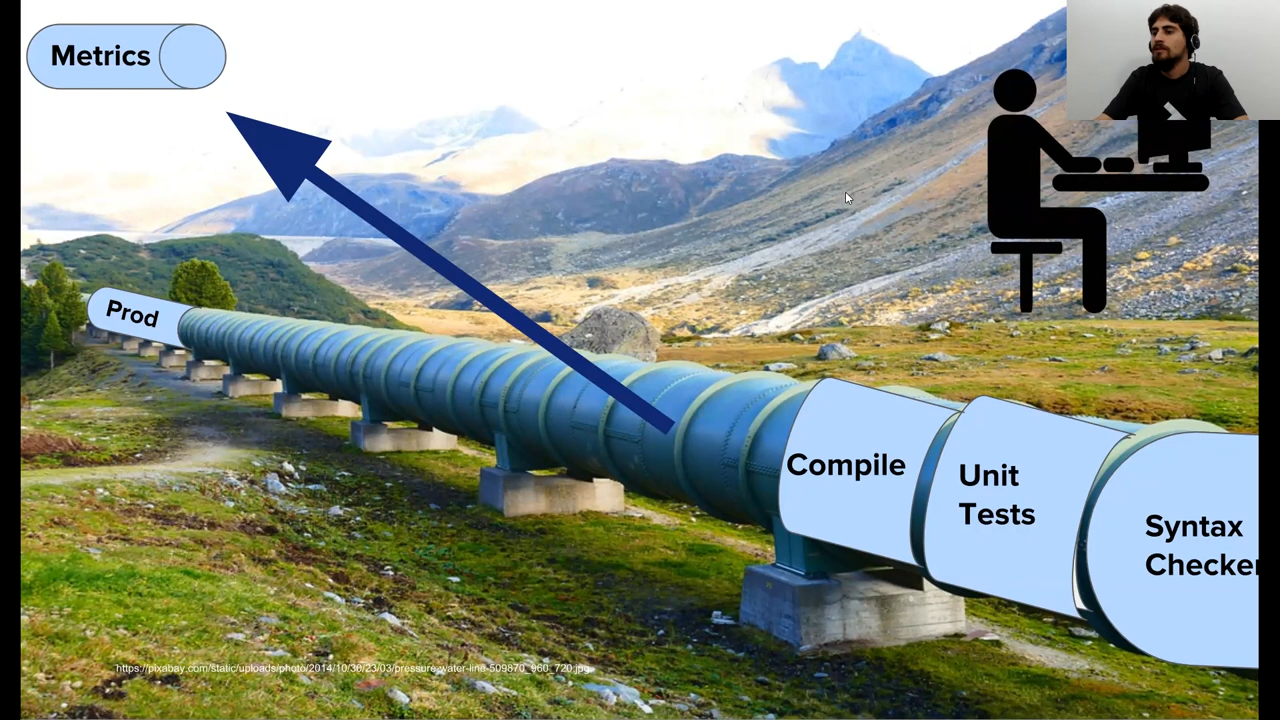 Metrics
Prod
Compile
Unit
Tests
Syntax
Checker
https://pixabay.com/static/uploads/photo/2014/10/30/23/03/pressure-water-line-509870_960_720.jpg